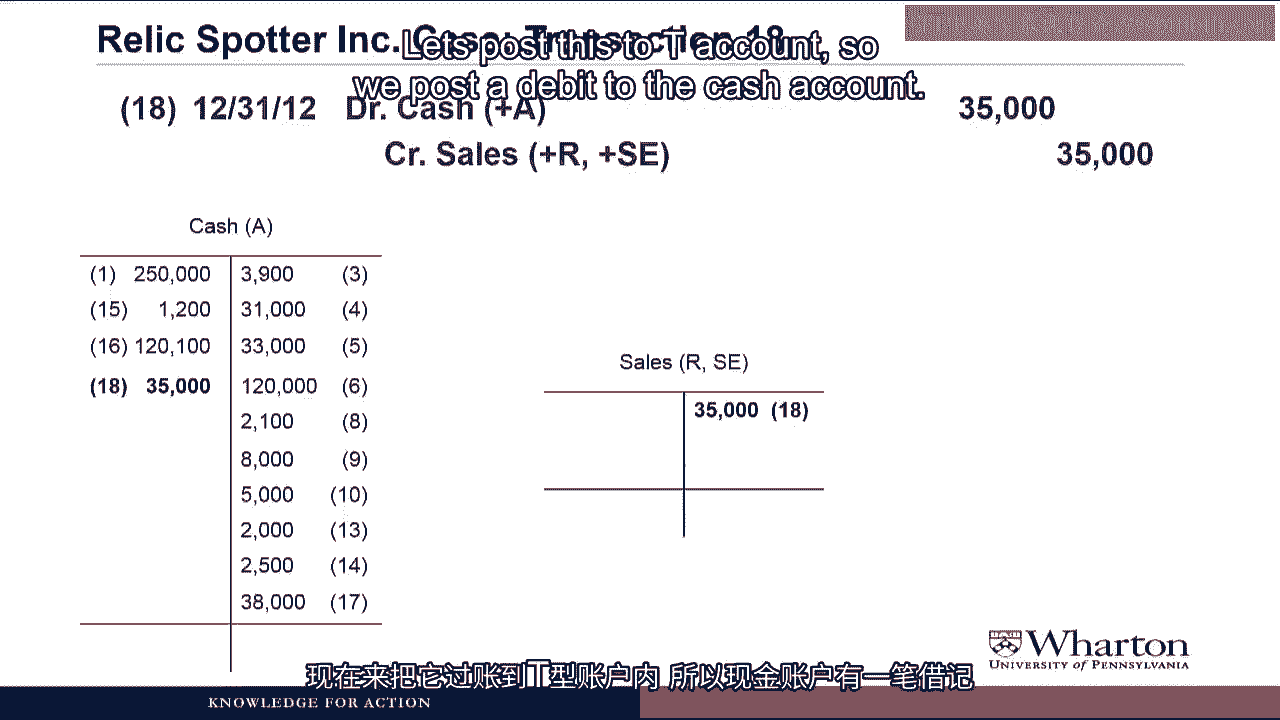 Relic Spotter Inc. Case: Transaction 18
Lets post this to T account, so
we post a debit to the cash account.
(18) 12/31/12 Dr. Cash (+A) 35,000
Cr. Sales (+R, +SE) 35,000
Cash (A)
(1) 250,000 3,900 (3)
(15) 1,200 31,000 (4)
(16) 120,100 33,000 (5)
(18) 35,000 120,000 (6)
2,100 (8)
8,000 (9)
5,000 (10)
2,000 (13)
2,500 (14)
38,000 (17)
Sales (R, SE)
35,000 (18)
Wharton
UNIVERSITY of PENNSYLVANIA
现在来把它过账到T型账户内 所以现金账户有一笔借记
KNOWLEDGE FOR ACTION